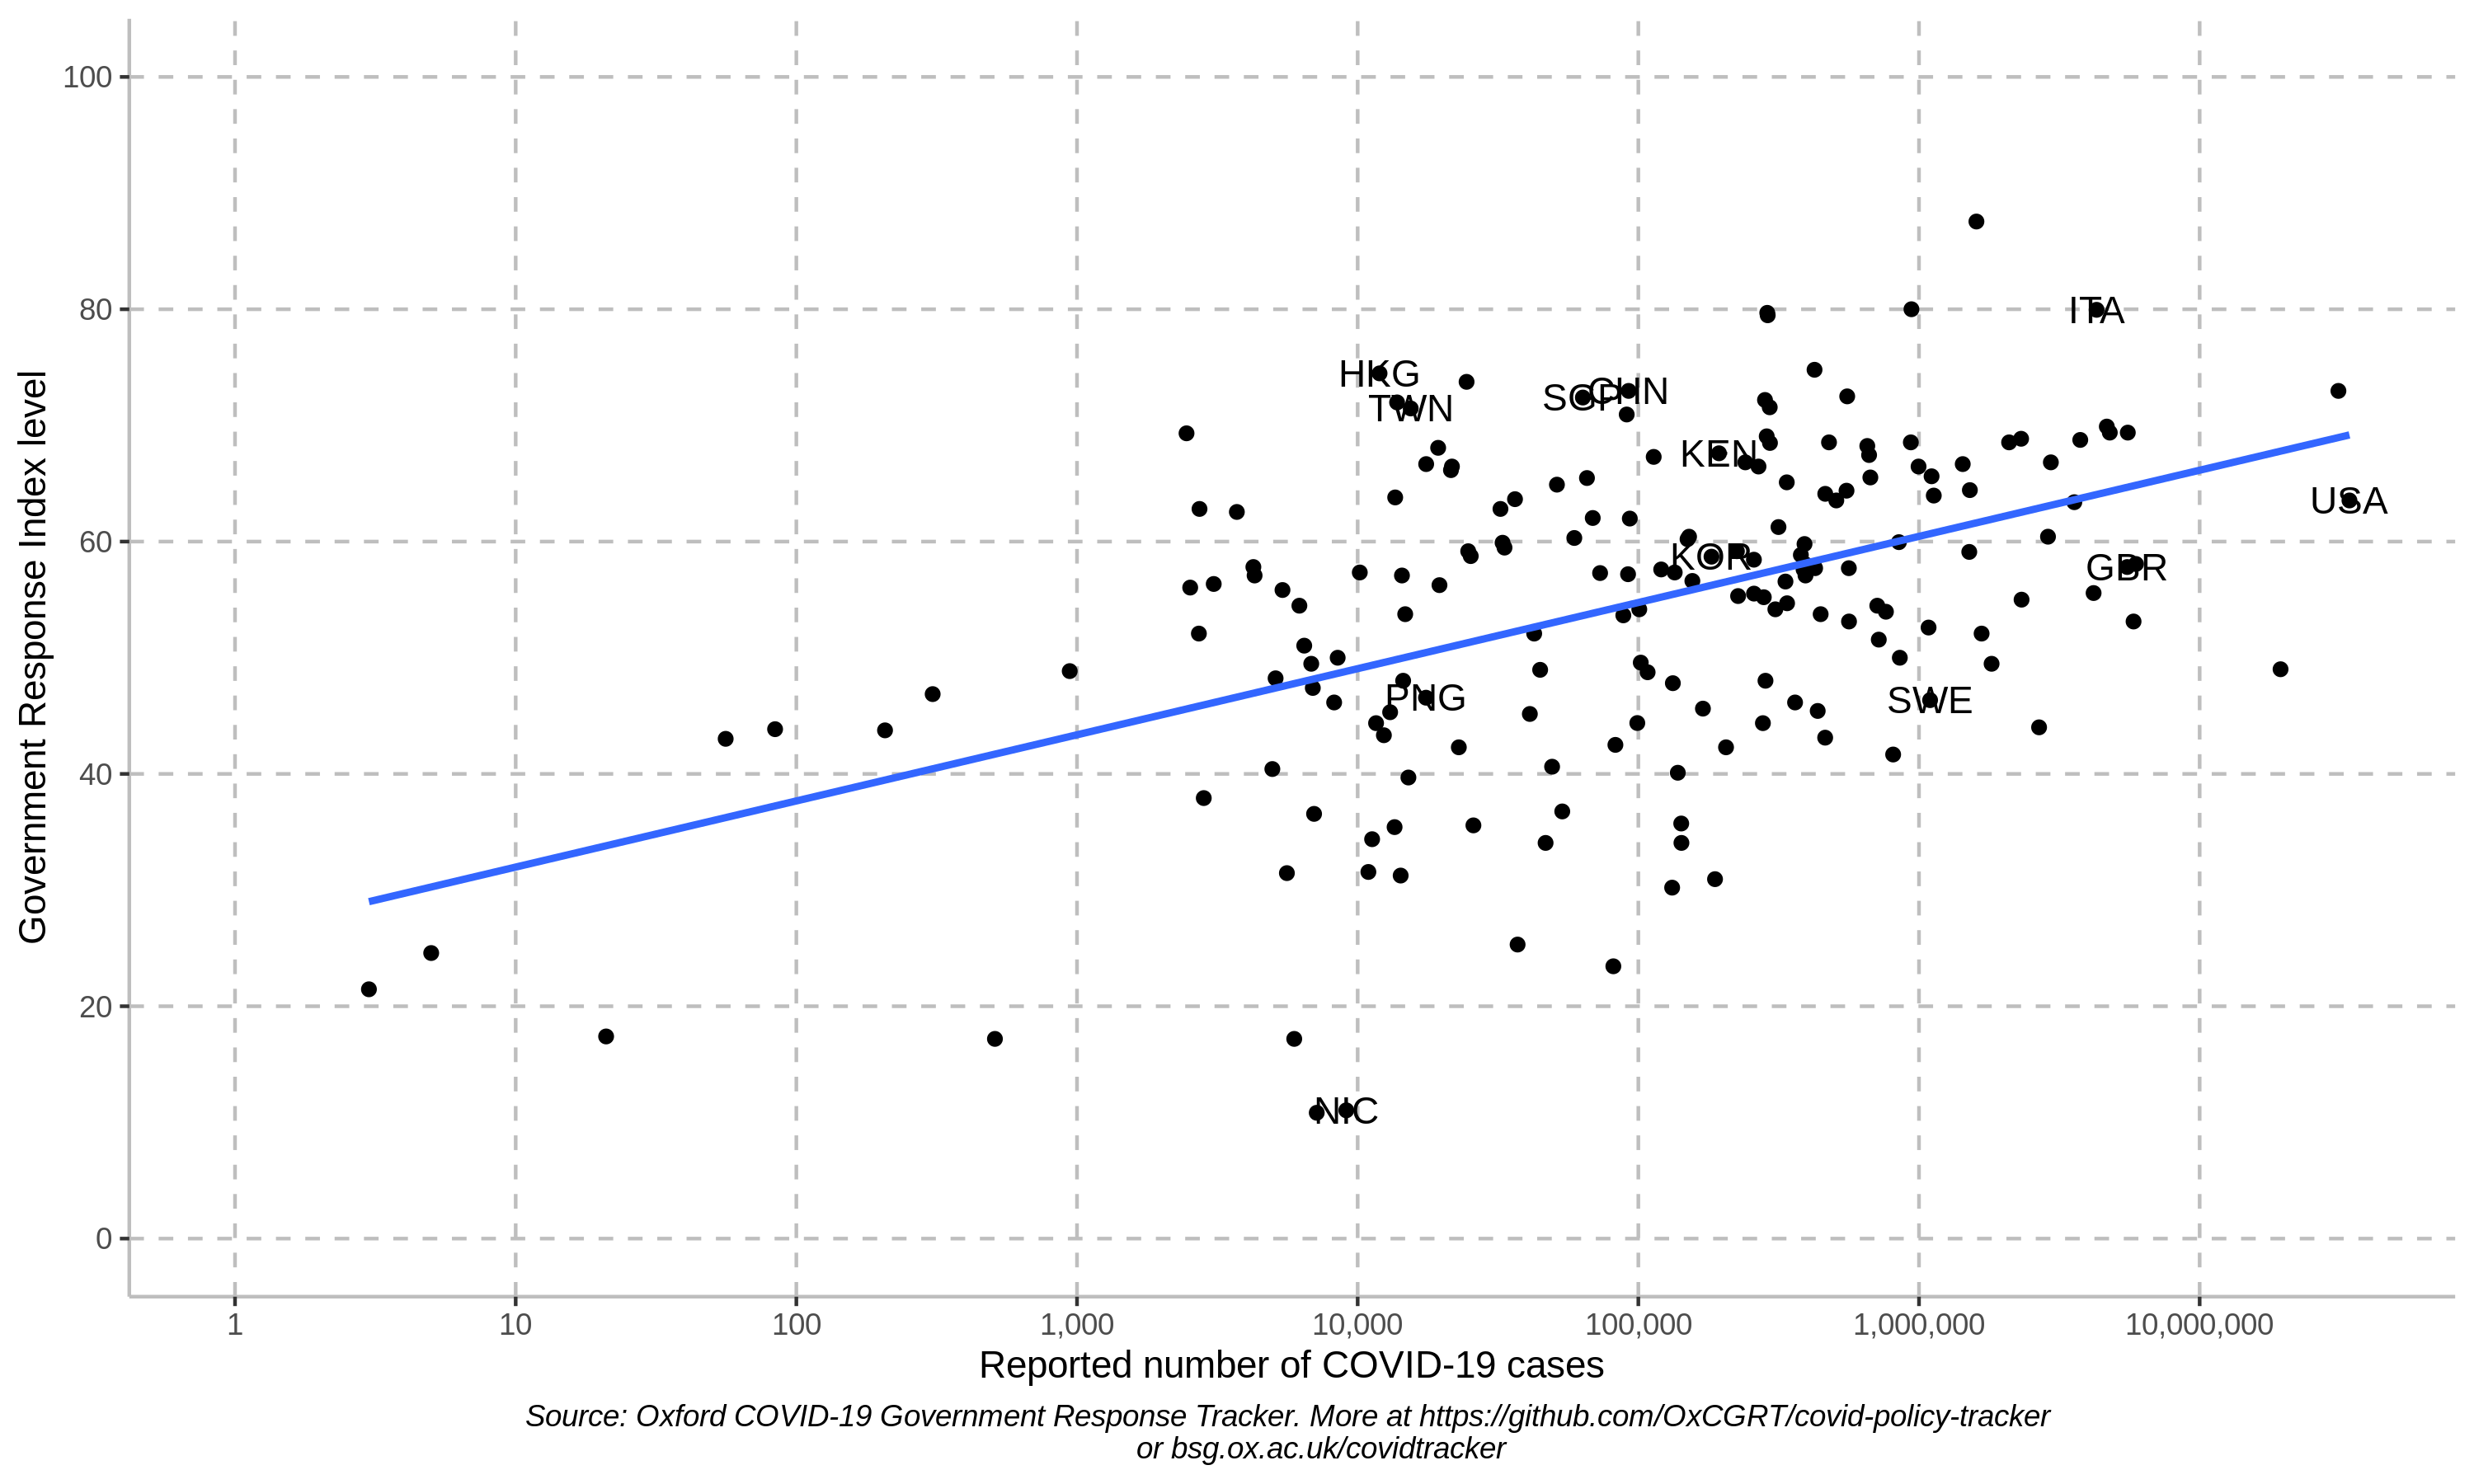 Government Response Index level
100
80
60
40
20
0
ITA
HKG
CHN
SGP
TWN
KEN
USA
KOR
GBR
PNG
SWE
NIC
1
10
100
1,000
10,000
100,000
1,000,000
10,000,000
Reported number of COVID-19 cases
Source: Oxford COVID-19 Government Response Tracker. More at https://github.com/OxCGRT/covid-policy-tracker
or bsg.ox.ac.uk/covidtracker